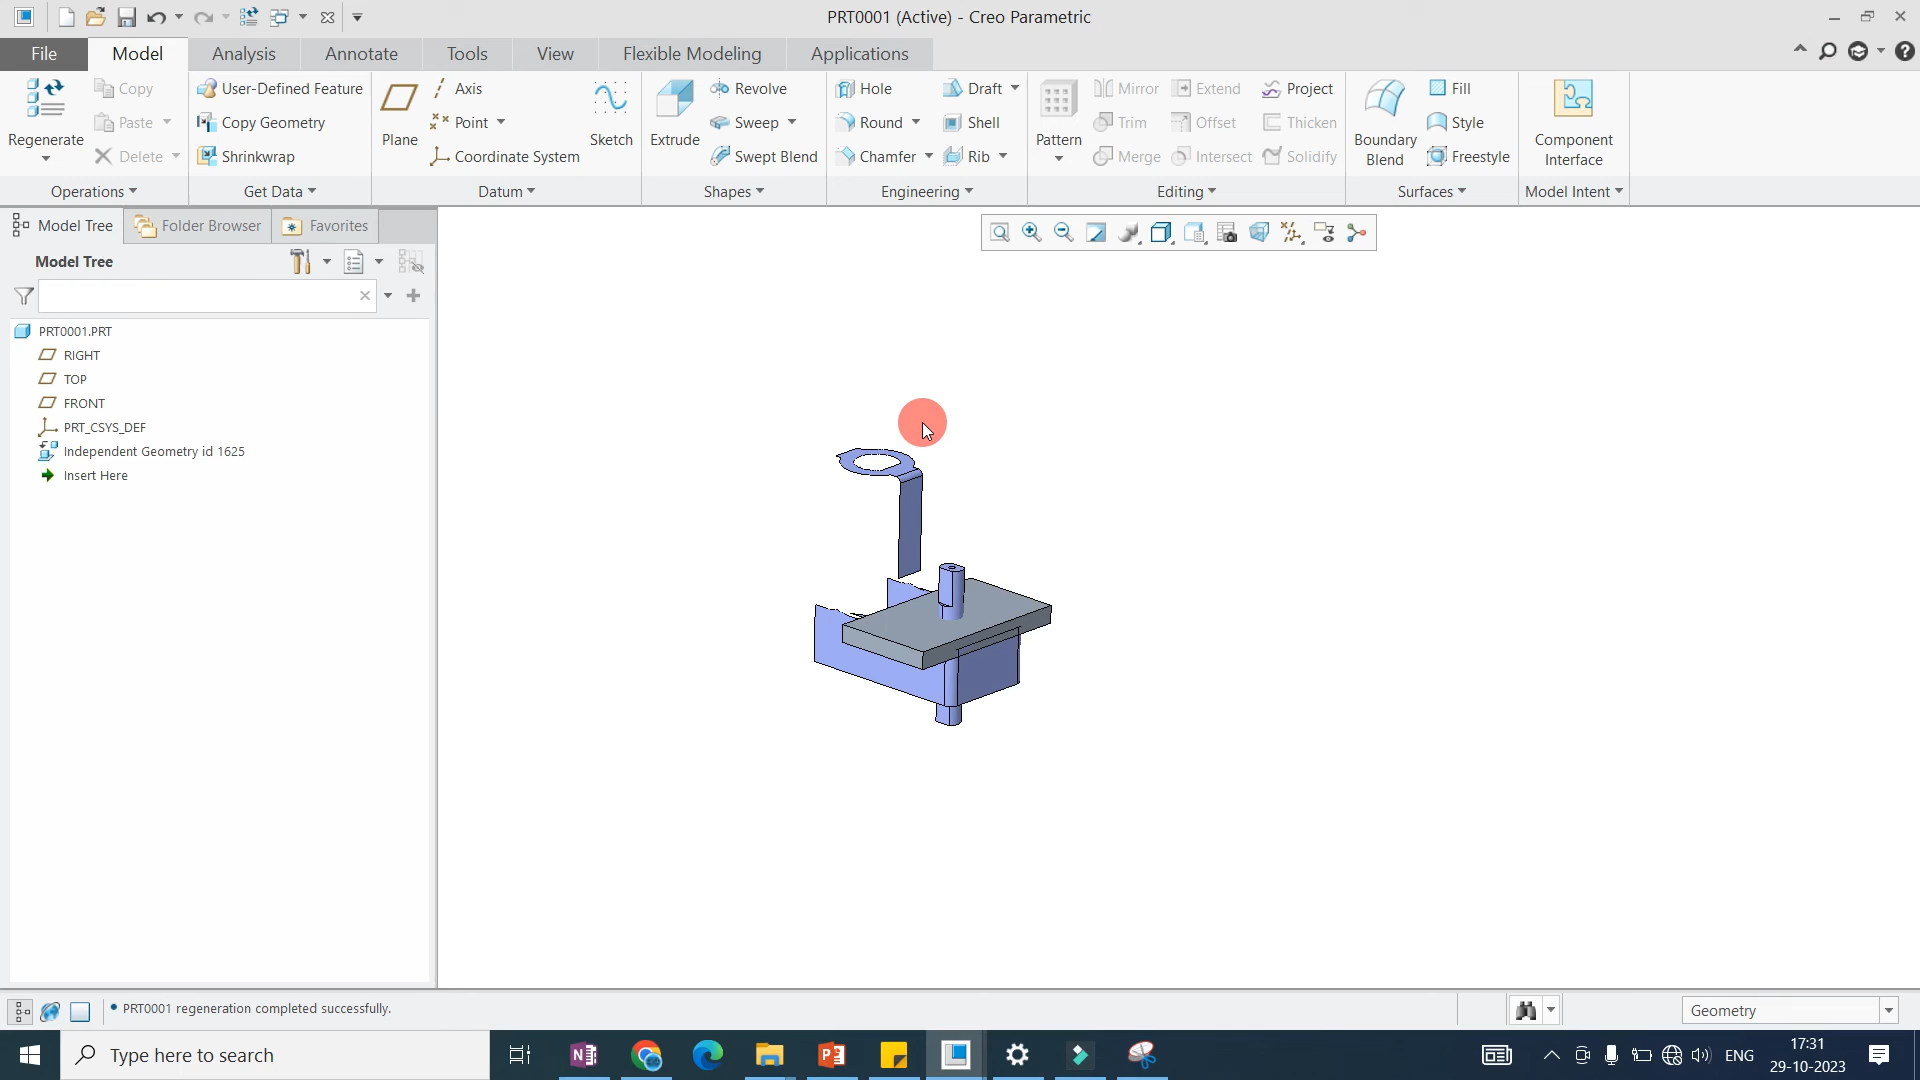 PRT0001 (Active) - Creo Parametric
File Model Analysis Annotate Tools View Flexible Modeling Applications
Regenerate
Copy
Paste
Delete
Operations
User-Defined Feature
Copy Geometry
Shrinkwrap
Get Data
Plane
Axis
Point
Coordinate System
Sketch
Datum
Extrude
Revolve
Sweep
Swept Blend
Shapes
Hole
Round
Chamfer
Draft
Shell
Rib
Engineering
Pattern
Mirror
Trim
Merge
Extend
Offset
Intersect
Project
Thicken
Solidify
Editing
Boundary
Blend
Fill
Style
Freestyle
Surfaces
Component
Interface
Model Intent
Model Tree Folder Browser Favorites
Model Tree
PRT0001.PRT
RIGHT
TOP
FRONT
PRT_CSYS_DEF
Independent Geometry id 1625
Insert Here
PRT0001 regeneration completed successfully.
Geometry
Type here to search
ENG
17:31
29-10-2023